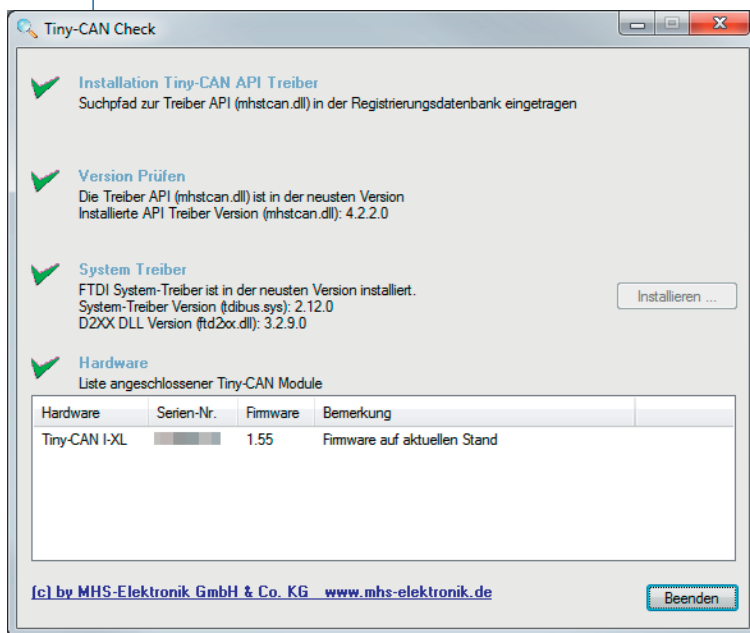 Tiny-CAN Check
Installation Tiny-CAN API Treiber
Suchpfad zur Treiber API (mhstcan.dll) in der Registrierungsdatenbank eingetragen
Version Prüfen
Die Treiber API (mhstcan.dll) ist in der neusten Version
Installierte API Treiber Version (mhstcan.dll): 4.2.2.0
System Treiber
FTDI System-Treiber ist in der neusten Version installiert.
System-Treiber Version (tdibus.sys): 2.12.0
D2XX DLL Version (ftd2xx.dll): 3.2.9.0
Installieren ...
Hardware
Liste angeschlossener Tiny-CAN Module
Hardware Serien-Nr. Firmware Bemerkung
Tiny-CAN I-XL 1.55 Firmware auf aktuellen Stand
(c) by MHS-Elektronik GmbH & Co. KG www.mhs-elektronik.de
Beenden